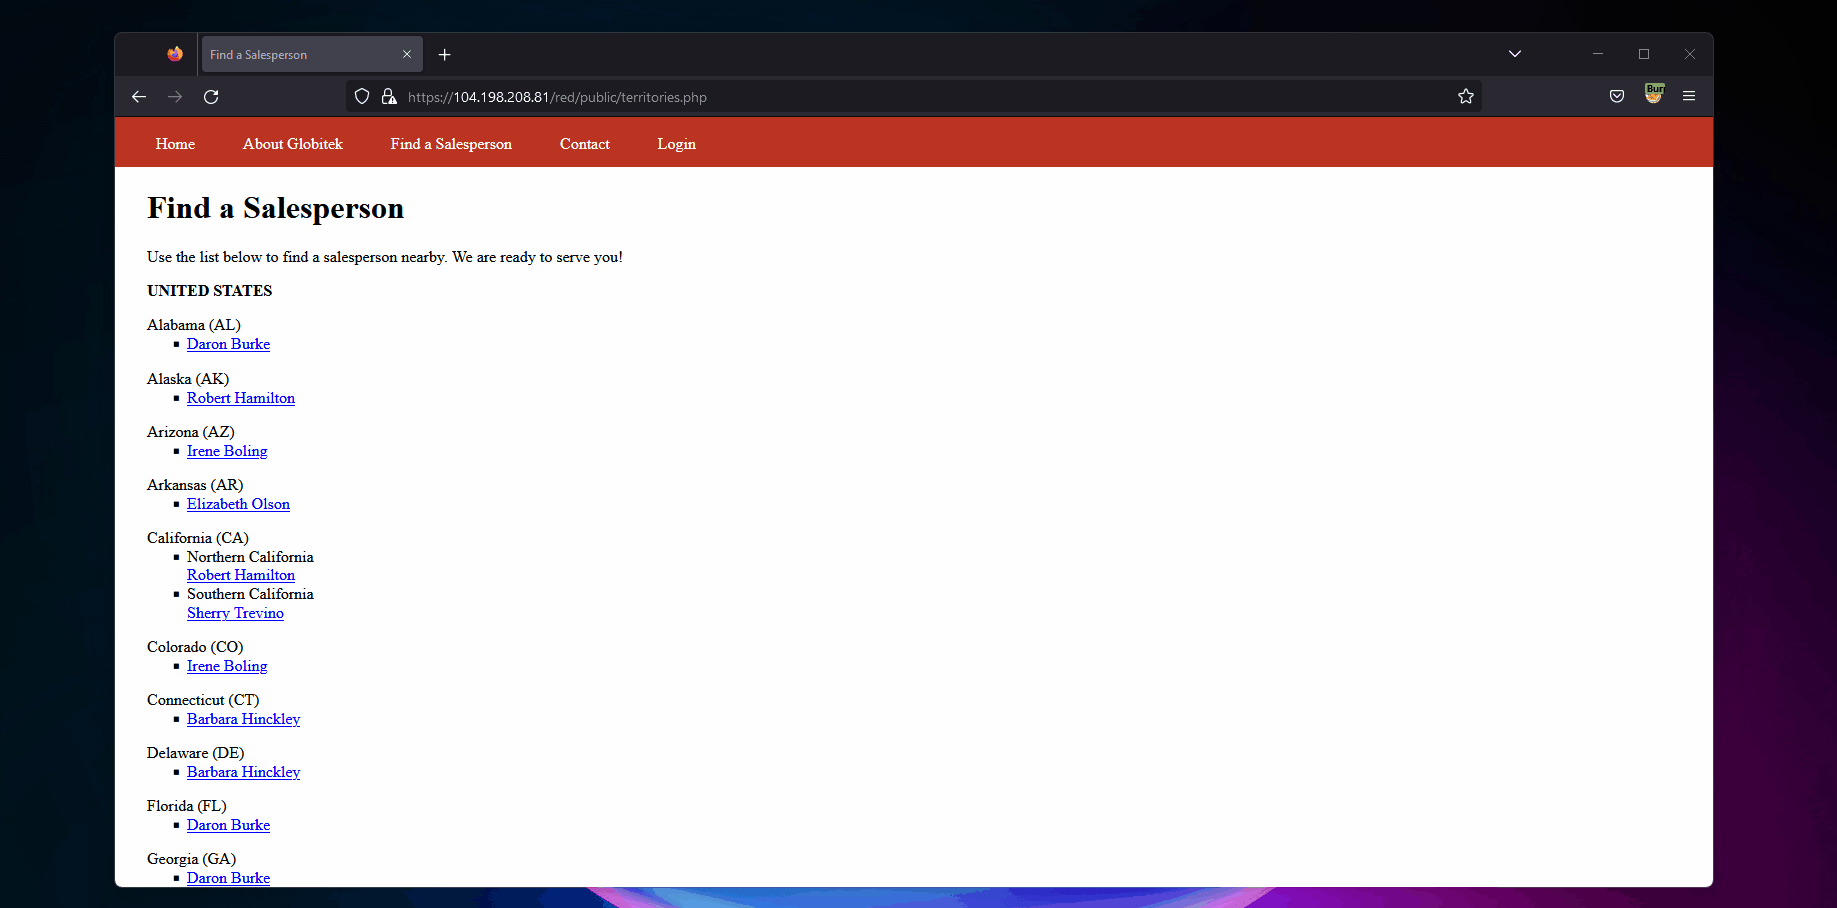 Find a Salesperson
https://104.198.208.81/red/public/territories.php
Burr
Home About Globitek Find a Salesperson Contact Login
Find a Salesperson
Use the list below to find a salesperson nearby. We are ready to serve you!
UNITED STATES
Alabama (AL)
Daron Burke
Alaska (AK)
Robert Hamilton
Arizona (AZ)
Irene Boling
Arkansas (AR)
Elizabeth Olson
California (CA)
Northern California
Robert Hamilton
Southern California
Sherry Trevino
Colorado (CO)
Irene Boling
Connecticut (CT)
Barbara Hinckley
Delaware (DE)
Barbara Hinckley
Florida (FL)
Daron Burke
Georgia (GA)
Daron Burke